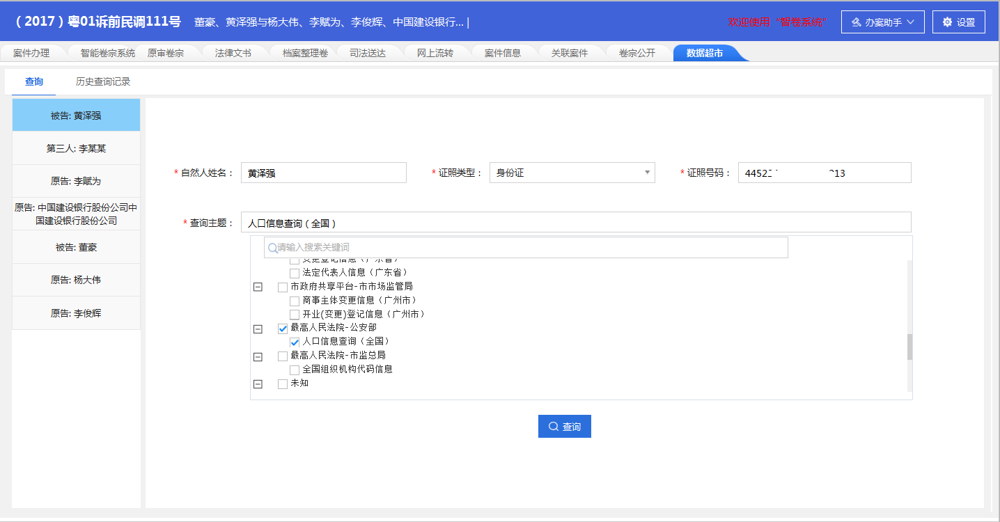 （2017）粤01诉前民调111号 董豪、黄泽强与杨大伟、李赋为、李俊辉、中国建设银行... | 欢迎使用“智卷系统” 办案助手 设置
案件办理 智能卷宗系统 原审卷宗 法律文书 档案整理卷 司法送达 网上流转 案件信息 关联案件 卷宗公开 数据超市
查询 历史查询记录
被告: 黄泽强
第三人: 李某某
原告: 李赋为
原告: 中国建设银行股份公司中
国建设银行股份公司
被告: 董豪
原告: 杨大伟
原告: 李俊辉
* 自然人姓名： 黄泽强 * 证照类型： 身份证 * 证照号码：
* 查询主题： 人口信息查询（全国）
请输入搜索关键词
变更登记信息（广东省）
法定代表人信息（广东省）
市政府共享平台-市市场监管局
商事主体变更信息（广州市）
开业(变更)登记信息（广州市）
最高人民法院-公安部
人口信息查询（全国）
最高人民法院-市监总局
全国组织机构代码信息
未知
查询